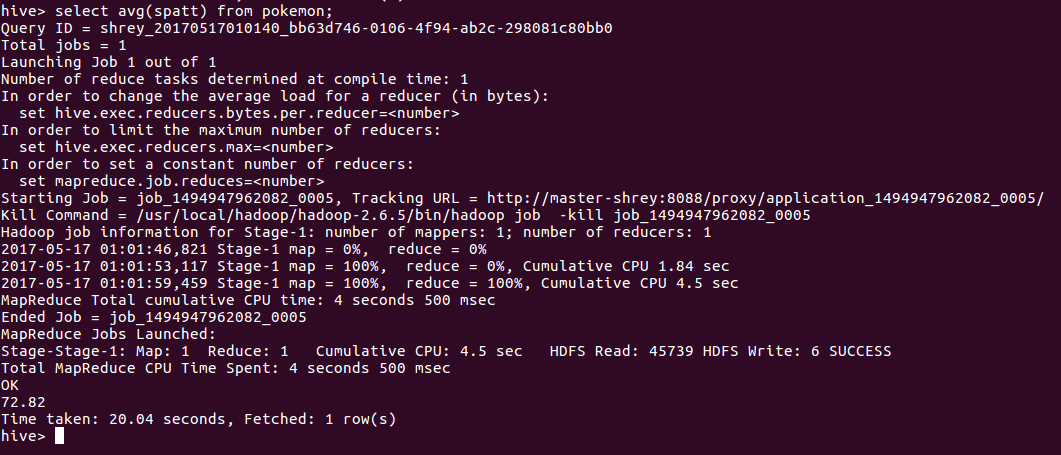 hive> select avg(spatt) from pokemon;
Query ID = shrey_20170517010140_bb63d746-0106-4f94-ab2c-298081c80bb0
Total jobs = 1
Launching Job 1 out of 1
Number of reduce tasks determined at compile time: 1
In order to change the average load for a reducer (in bytes):
  set hive.exec.reducers.bytes.per.reducer=<number>
In order to limit the maximum number of reducers:
  set hive.exec.reducers.max=<number>
In order to set a constant number of reducers:
  set mapreduce.job.reduces=<number>
Starting Job = job_1494947962082_0005, Tracking URL = http://master-shrey:8088/proxy/application_1494947962082_0005/
Kill Command = /usr/local/hadoop/hadoop-2.6.5/bin/hadoop job  -kill job_1494947962082_0005
Hadoop job information for Stage-1: number of mappers: 1; number of reducers: 1
2017-05-17 01:01:46,821 Stage-1 map = 0%,  reduce = 0%
2017-05-17 01:01:53,117 Stage-1 map = 100%,  reduce = 0%, Cumulative CPU 1.84 sec
2017-05-17 01:01:59,459 Stage-1 map = 100%,  reduce = 100%, Cumulative CPU 4.5 sec
MapReduce Total cumulative CPU time: 4 seconds 500 msec
Ended Job = job_1494947962082_0005
MapReduce Jobs Launched:
Stage-Stage-1: Map: 1  Reduce: 1   Cumulative CPU: 4.5 sec   HDFS Read: 45739 HDFS Write: 6 SUCCESS
Total MapReduce CPU Time Spent: 4 seconds 500 msec
OK
72.82
Time taken: 20.04 seconds, Fetched: 1 row(s)
hive>